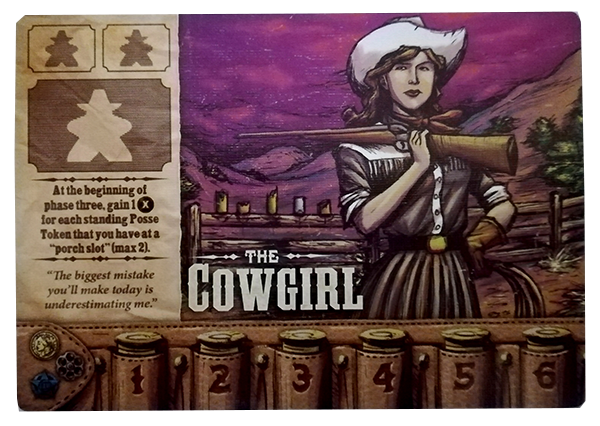 At the beginning of
phase three, gain 1 X
for each standing Posse
Token that you have at a
"porch slot" (max 2).
"The biggest mistake
you'll make today is
underestimating me."
THE
COWGIRL
1 2 3 4 5 6